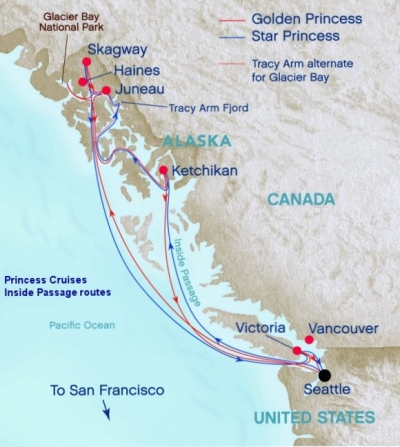 Glacier Bay
National Park
Golden Princess
Star Princess
Skagway
Haines
Juneau
Tracy Arm alternate
for Glacier Bay
Tracy Arm Fjord
ALASKA
Ketchikan
CANADA
Inside Passage
Princess Cruises
Inside Passage routes
Pacific Ocean
Victoria
Vancouver
To San Francisco
Seattle
UNITED STATES